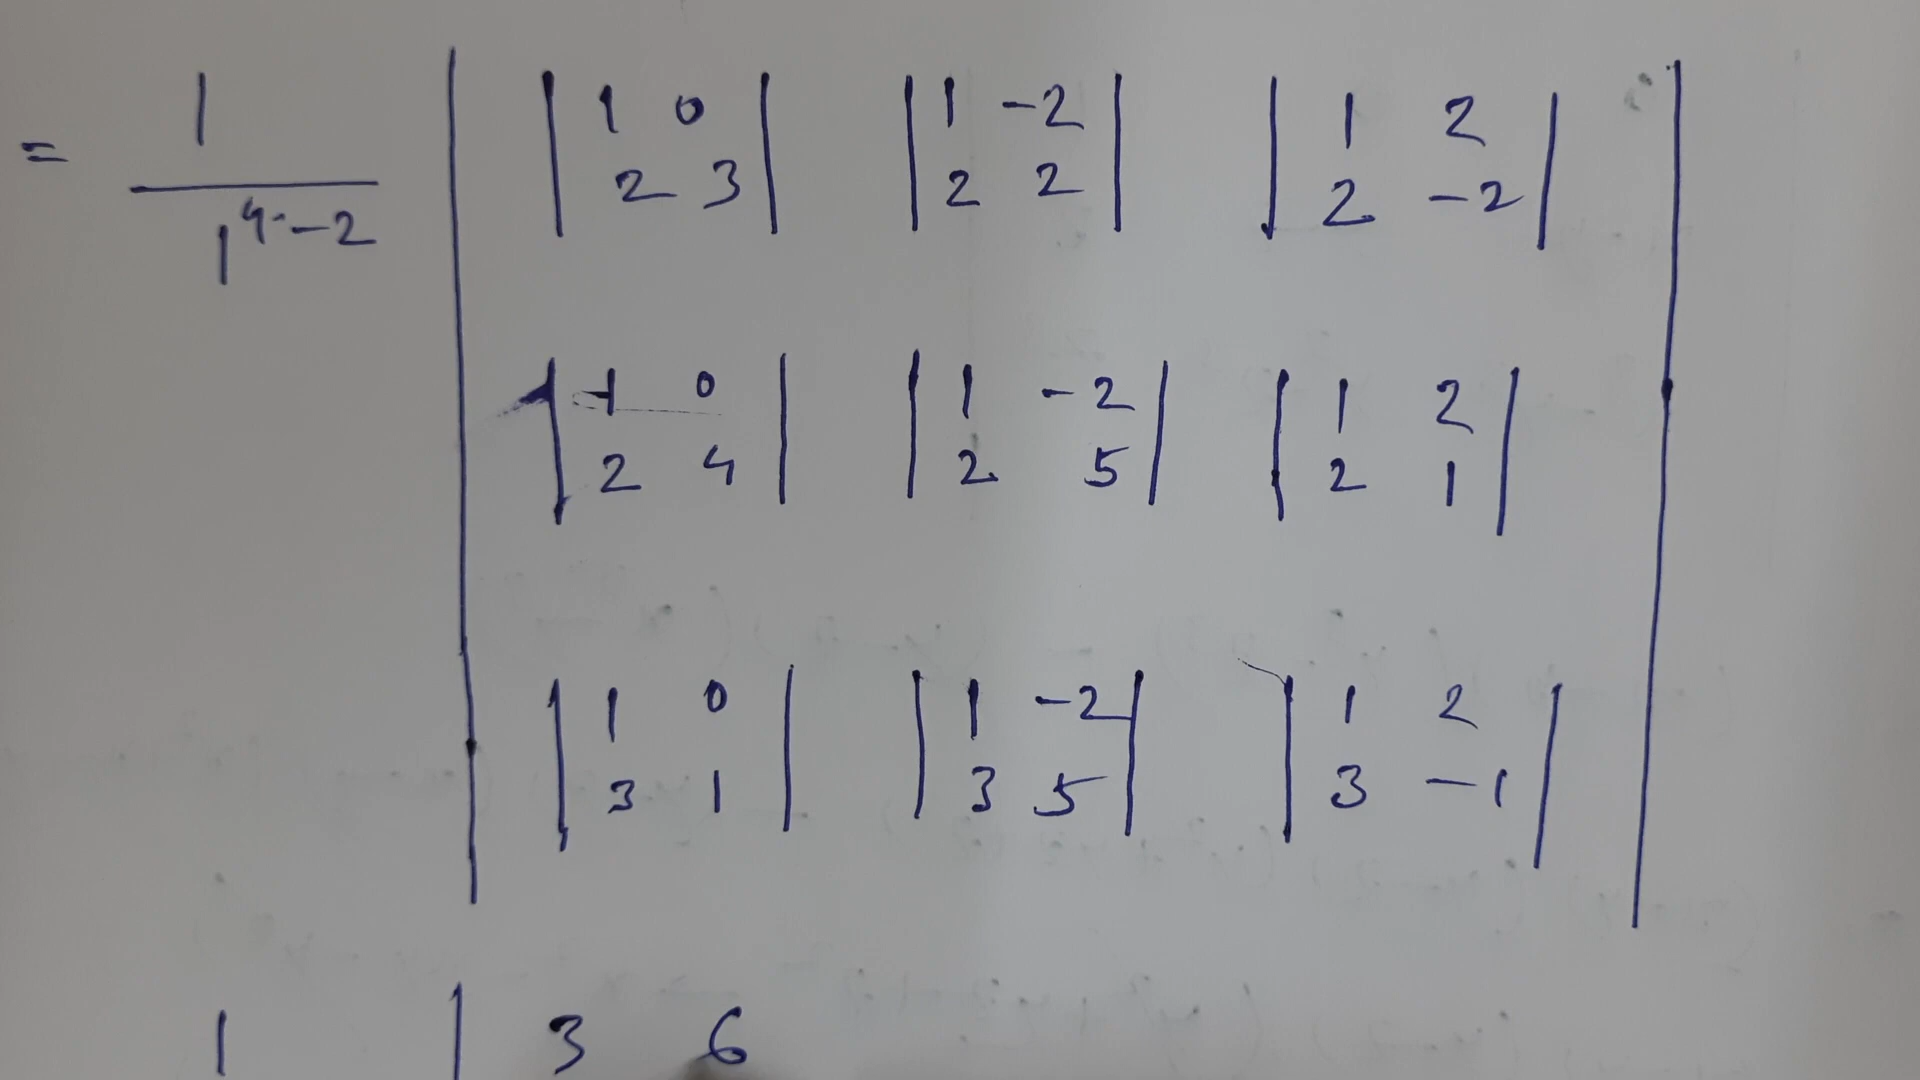 = 1/1^4-2 | |1 0| |1 -2| |1 2| |
|2 3| |2 2| |2 -2|
|1 0| |1 -2| |1 2|
|2 4| |2 5| |2 1|
|1 0| |1 -2| |1 2|
|3 1| |3 5| |3 -1|
1 | 3 6